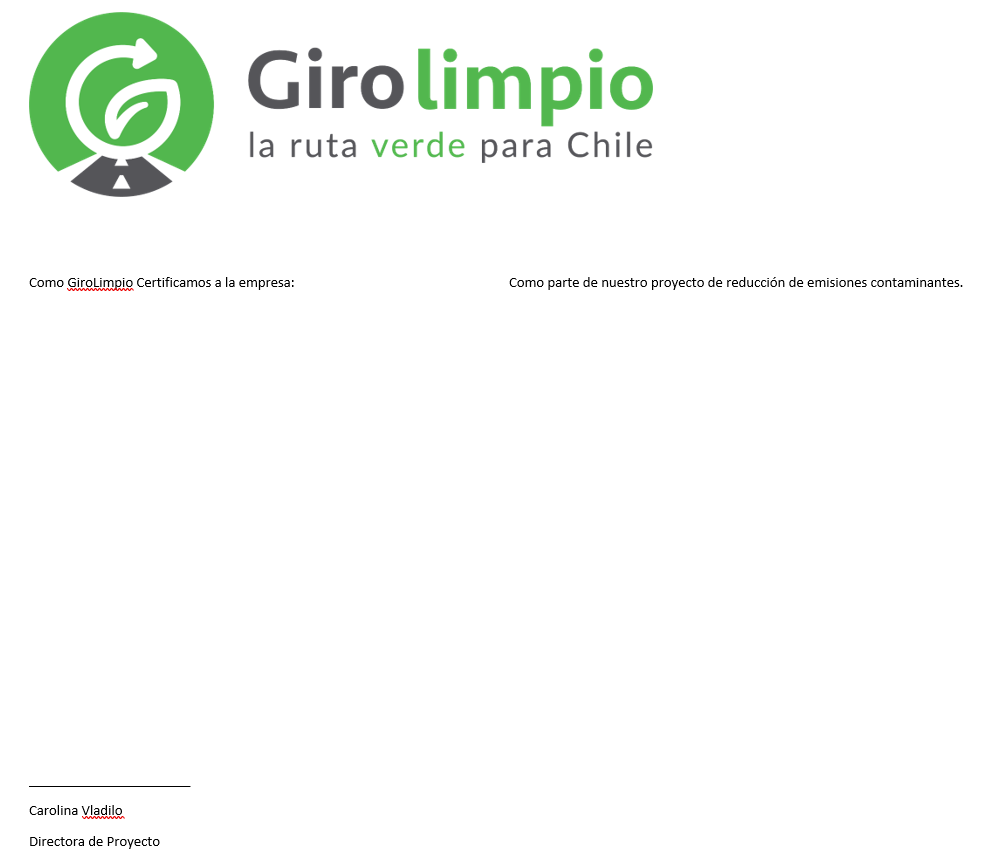 Girolimpio
la ruta verde para Chile
Como GiroLimpio Certificamos a la empresa: Como parte de nuestro proyecto de reducción de emisiones contaminantes.
Carolina Vladilo
Directora de Proyecto